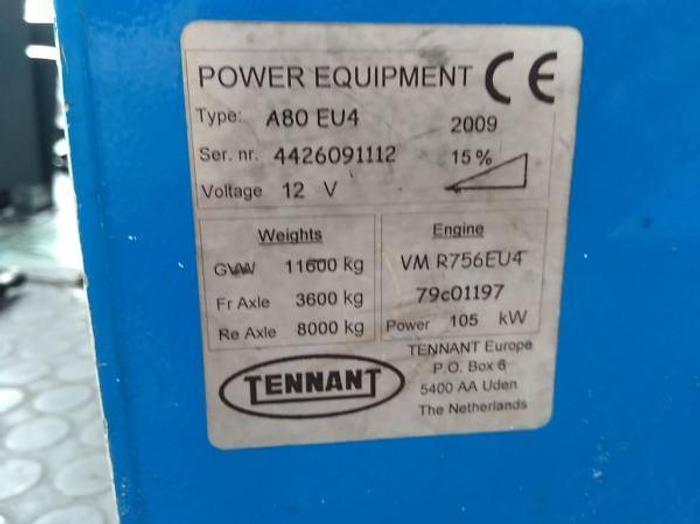 POWER EQUIPMENT CE
Type: A80 EU4 2009
Ser. nr. 4426091112 15%
Voltage 12 V
Weights
GVW 11600 kg
Fr Axle 3600 kg
Re Axle 8000 kg
Engine
VM R756EU4
79c01197
Power 105 kW
TENNANT
TENNANT Europe
P.O. Box 6
5400 AA Uden
The Netherlands